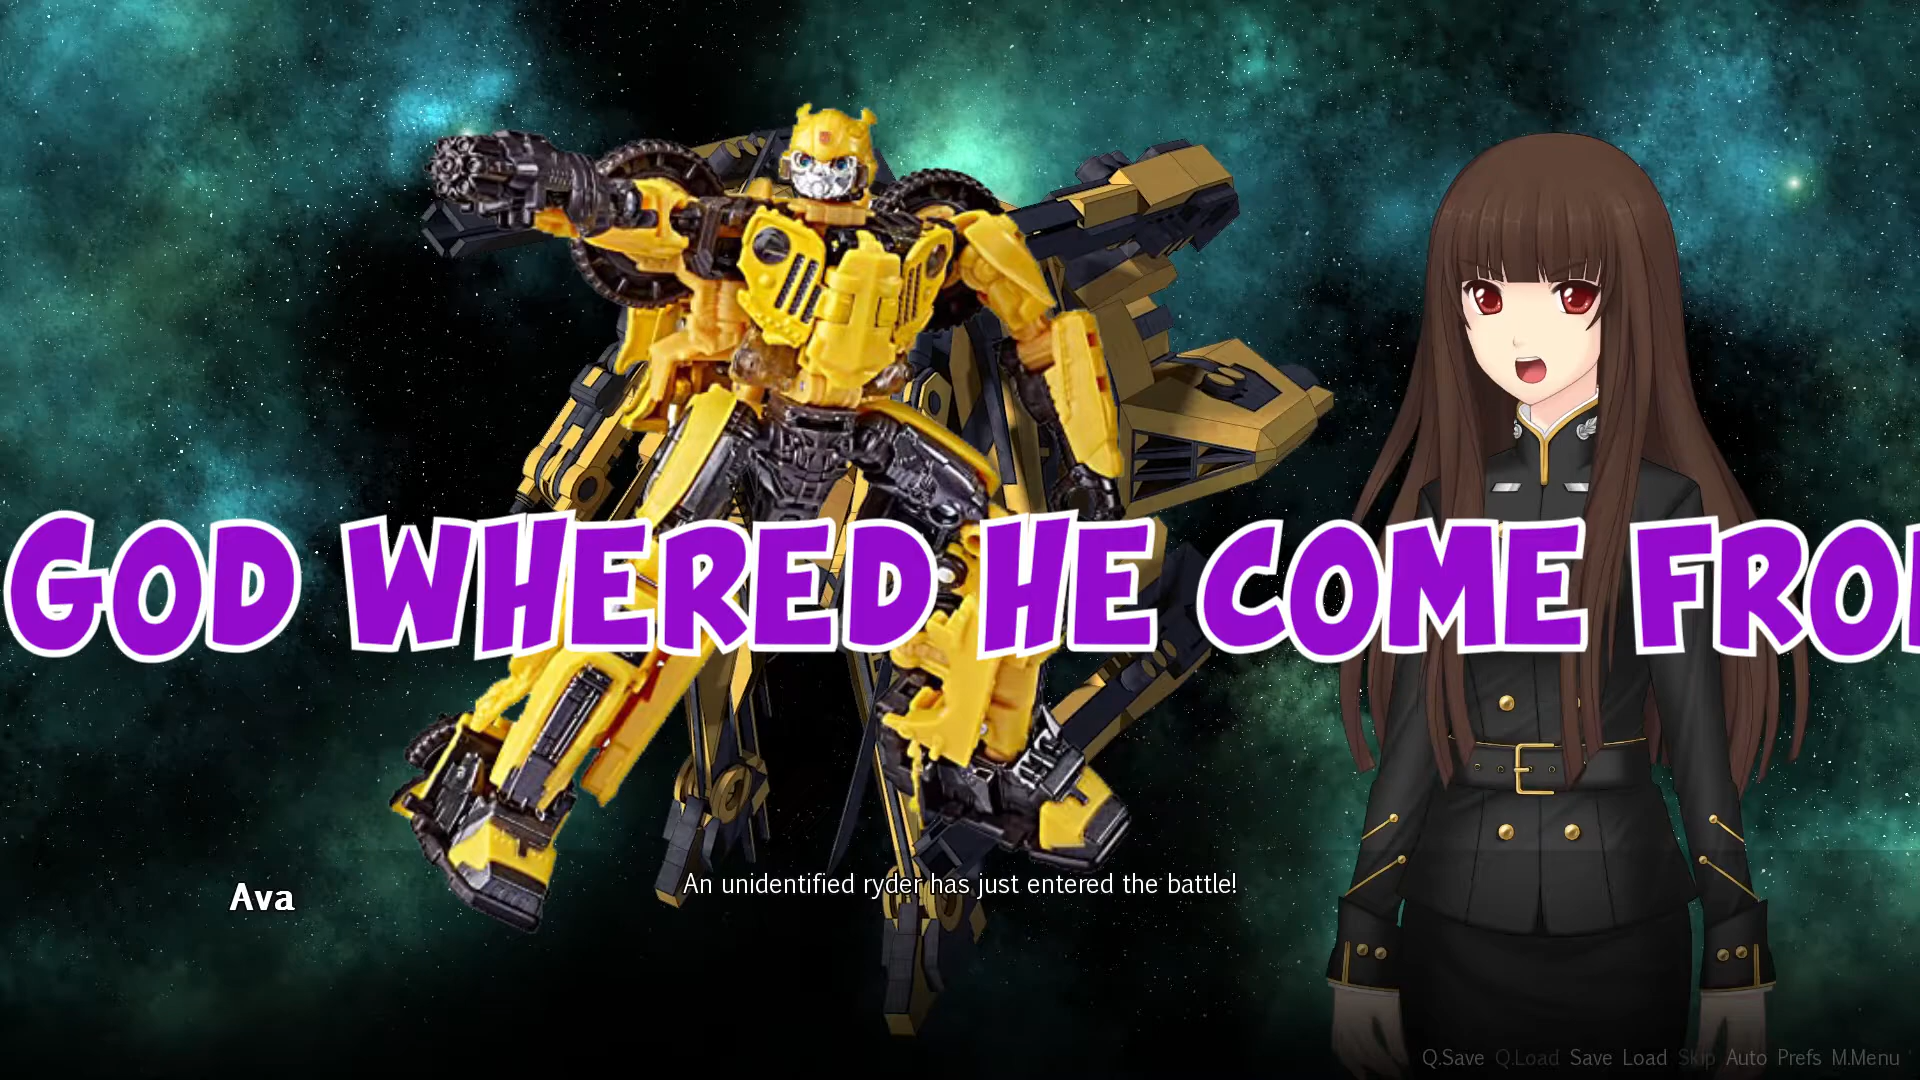 GOD WHERED HE COME FRO
An unidentified ryder has just entered the battle!
Ava
Q.Save Q.Load Save Load Skip Auto Prefs M.Menu